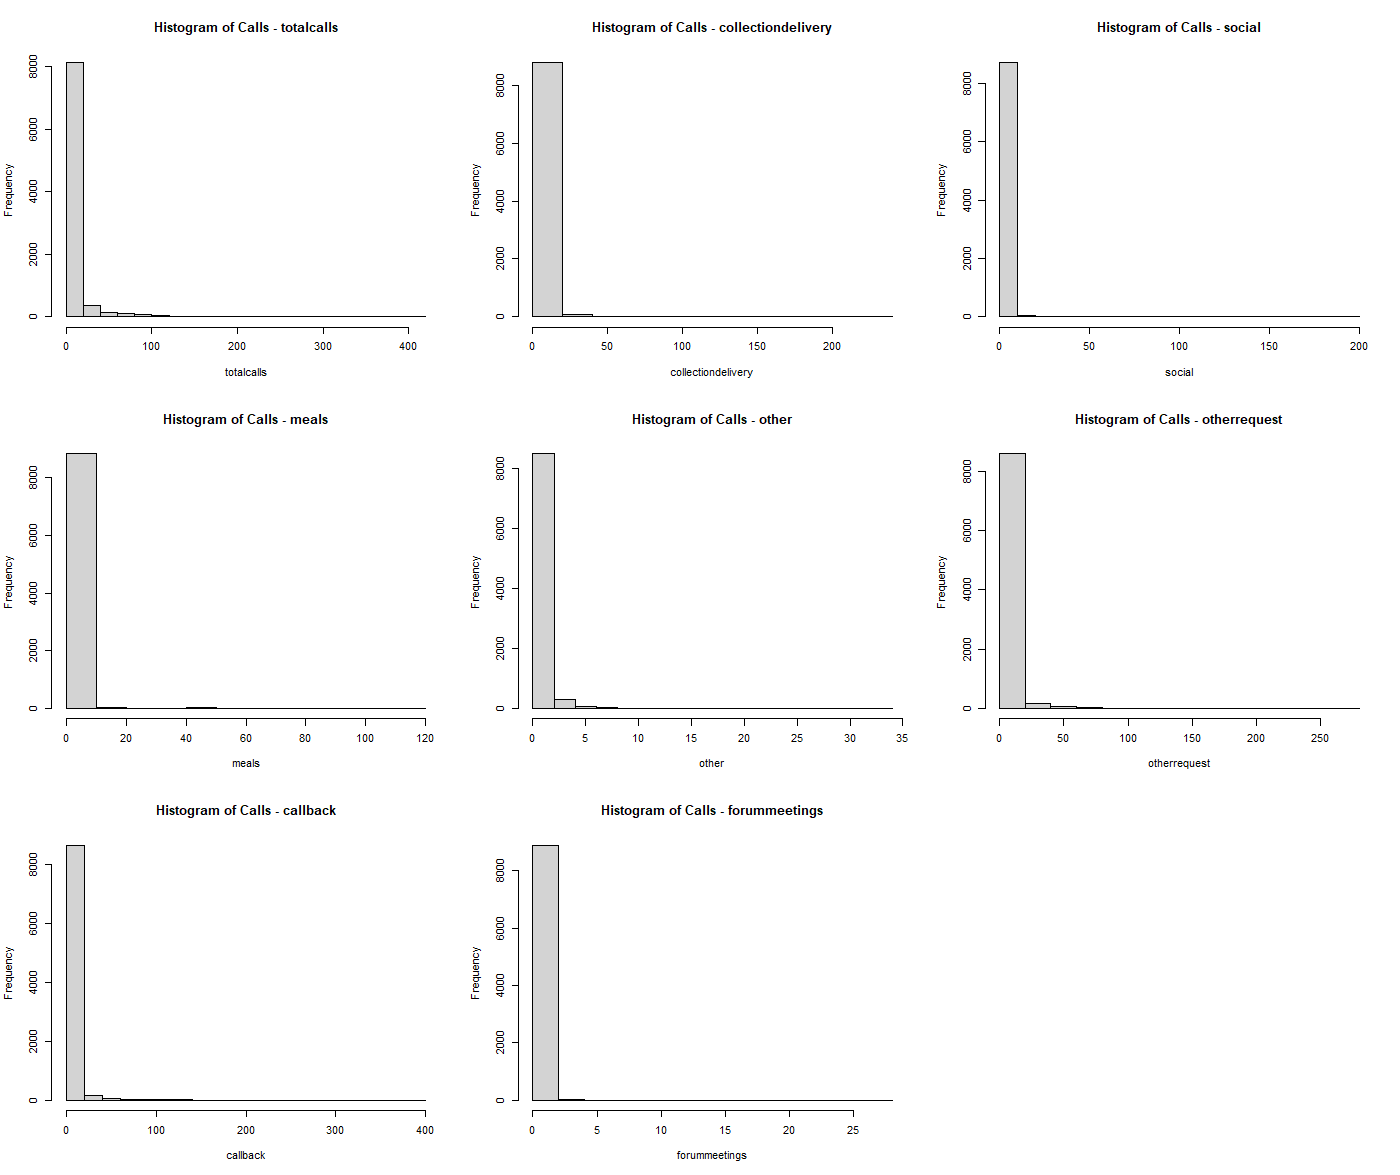 Histogram of Calls - totalcalls
Frequency
0 2000 4000 6000 8000
0 100 200 300 400
totalcalls
Histogram of Calls - collectiondelivery
Frequency
0 2000 4000 6000 8000
0 50 100 150 200
collectiondelivery
Histogram of Calls - social
Frequency
0 2000 4000 6000 8000
0 50 100 150 200
social
Histogram of Calls - meals
Frequency
0 2000 4000 6000 8000
0 20 40 60 80 100 120
meals
Histogram of Calls - other
Frequency
0 2000 4000 6000 8000
0 5 10 15 20 25 30 35
other
Histogram of Calls - otherrequest
Frequency
0 2000 4000 6000 8000
0 50 100 150 200 250
otherrequest
Histogram of Calls - callback
Frequency
0 2000 4000 6000 8000
0 100 200 300 400
callback
Histogram of Calls - forummeetings
Frequency
0 2000 4000 6000 8000
0 5 10 15 20 25
forummeetings